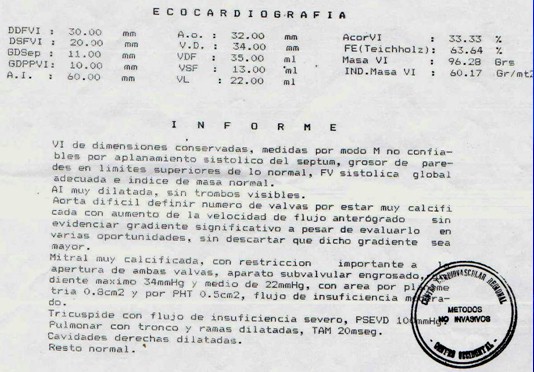 ECOCARDIOGRAFIA
DDFVI : 30.00 mm A.o. : 32.00 mm AcorVI : 33.33 %
DSFVI : 20.00 mm V.D. : 34.00 mm FE(Teichholz): 63.64 %
GDSep : 11.00 mm VDF : 35.00 ml Masa VI : 96.28 Grs
GDPPVI: 10.00 mm VSF : 13.00 ml IND.Masa VI : 60.17 Gr/mt2
A.I. : 60.00 mm VL : 22.00 ml
INFORME
VI de dimensiones conservadas, medidas por modo M no confia-
bles por aplanamiento sistolico del septum, grosor de pare-
des en limites superiores de lo normal, FV sistolica global
adecuada e indice de masa normal.
AI muy dilatada, sin trombos visibles.
Aorta dificil definir numero de valvas por estar muy calcifi
cada con aumento de la velocidad de flujo anterógrado sin
evidenciar gradiente significativo a pesar de evaluarlo en
varias oportunidades, sin descartar que dicho gradiente sea
mayor.
Mitral muy calcificada, con restriccion importante a
apertura de ambas valvas, aparato subvalvular engrosado.
diente maximo 34mmHg y medio de 22mmHg, con area por
tria 0.8cm2 y por PHT 0.5cm2, flujo de insuficiencia
do.
Tricuspide con flujo de insuficiencia severo, PSEVD 100mmHg.
Pulmonar con tronco y ramas dilatadas, TAM 20mseg.
Cavidades derechas dilatadas.
Resto normal.
METODOS
NO INVASIVOS
CENTRO OCCIDENTAL